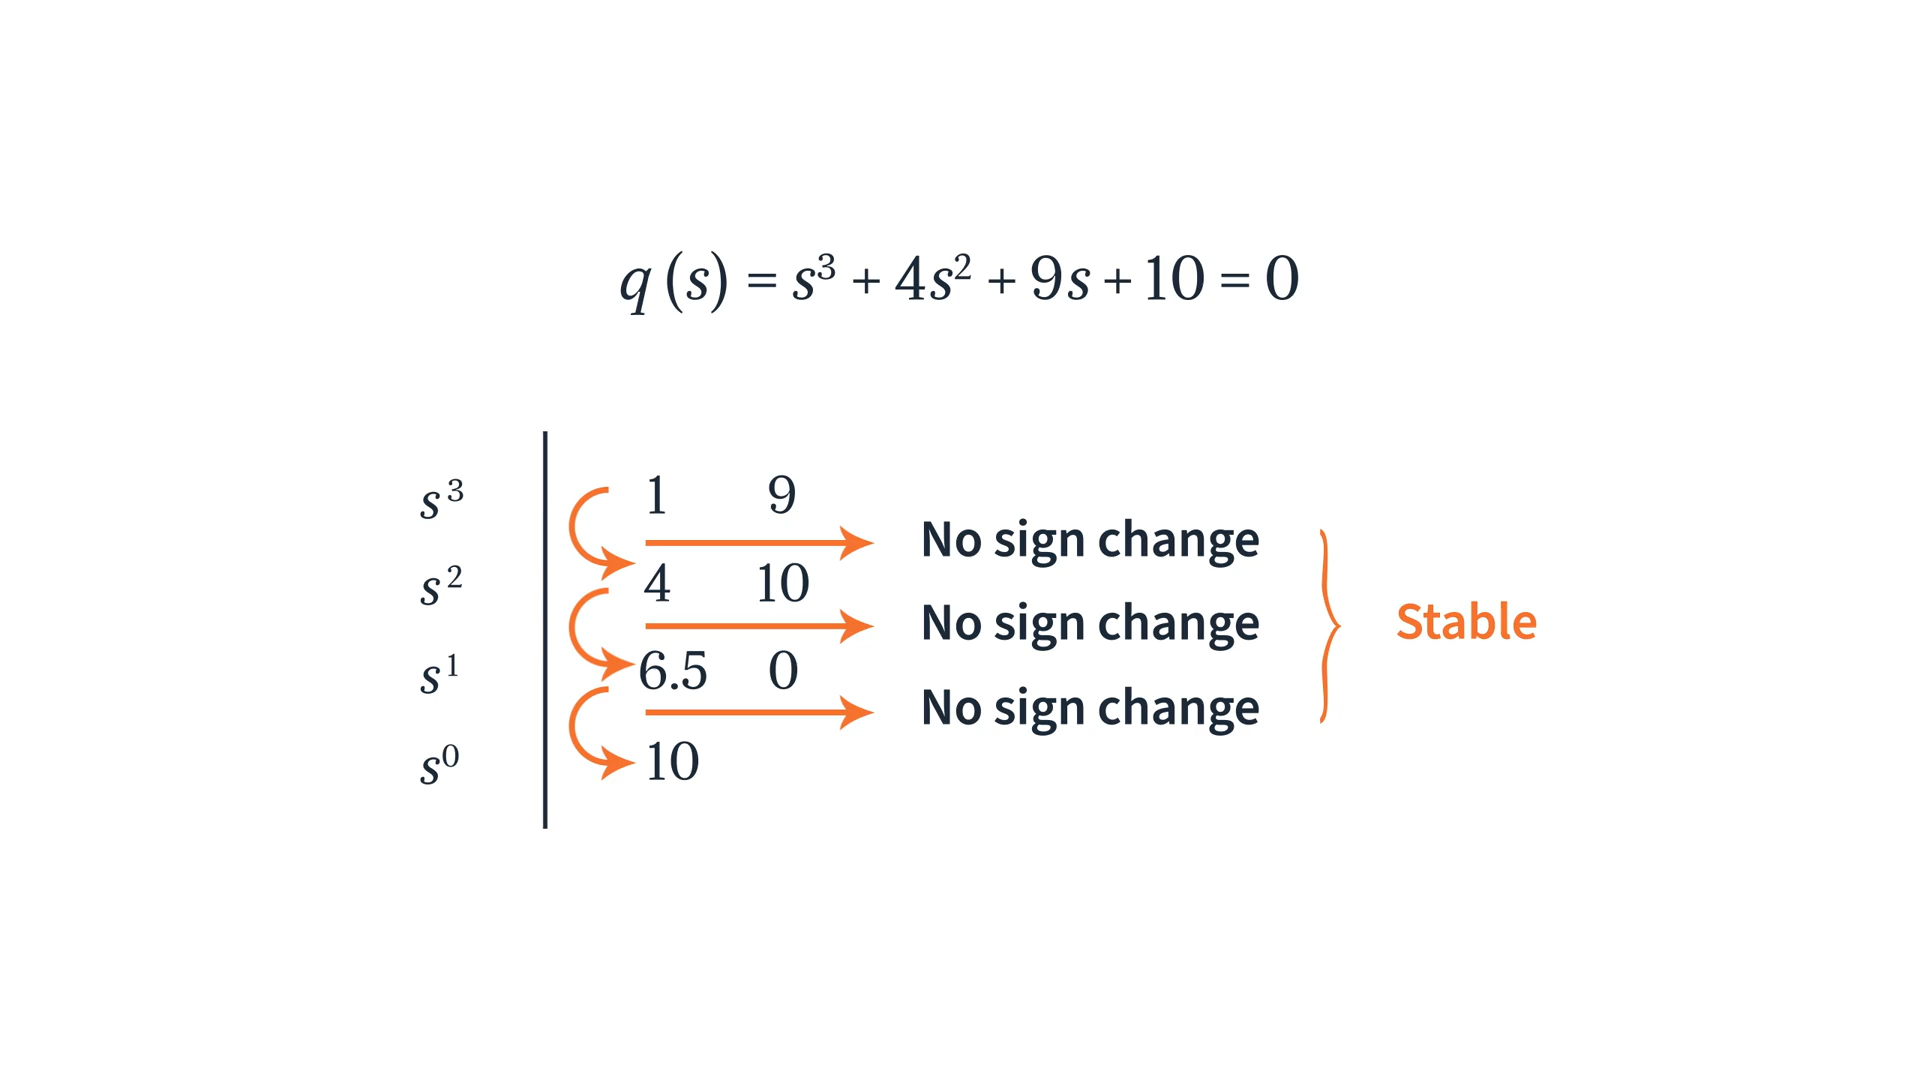 q (s) = s³ + 4s² + 9s + 10 = 0
s³ 1 9
No sign change
s² 4 10
No sign change
Stable
s¹ 6.5 0
No sign change
s⁰ 10